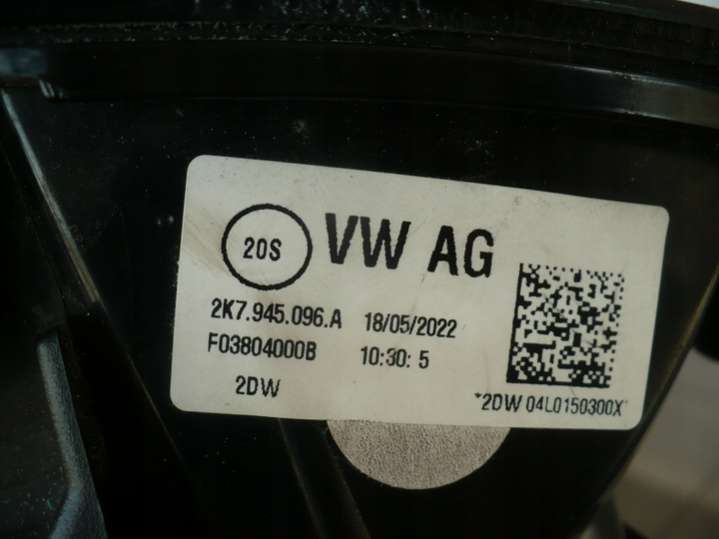 20S VW AG
2K7.945.096.A 18/05/2022
F03804000B 10:30: 5
2DW
*2DW 04L0150300X*